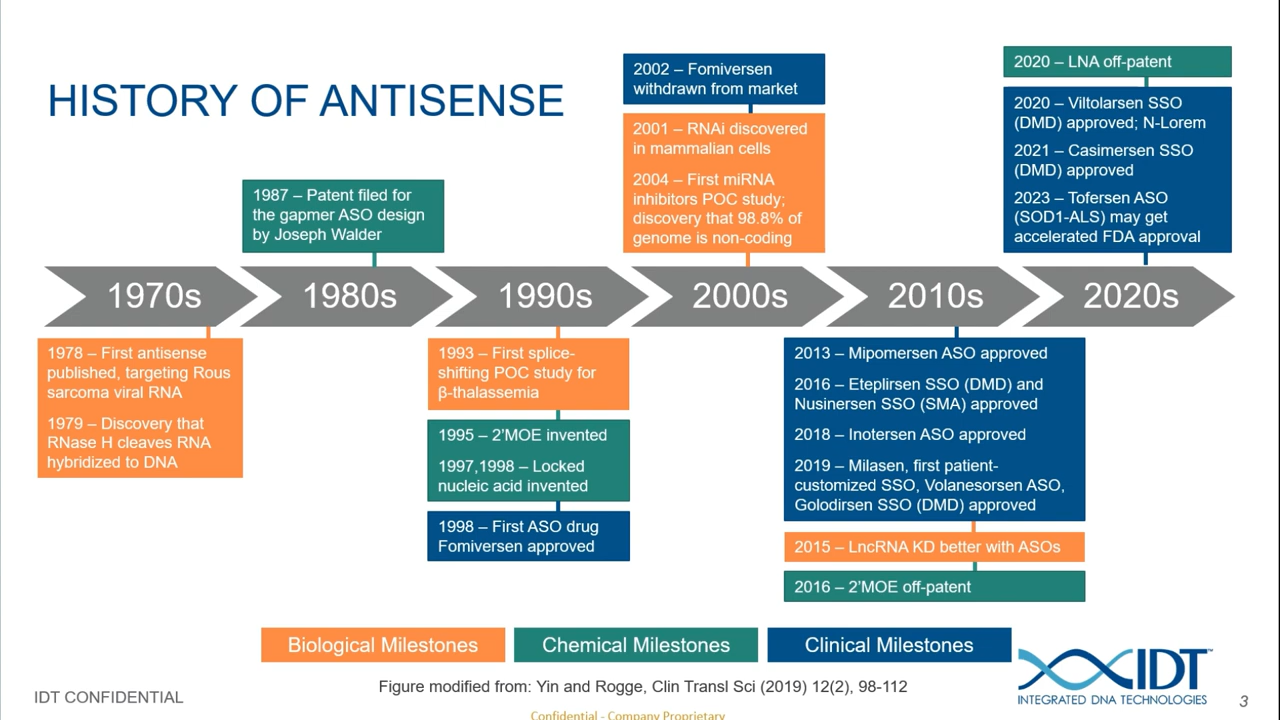 HISTORY OF ANTISENSE
1987 – Patent filed for
the gapmer ASO design
by Joseph Walder
2002 – Fomiversen
withdrawn from market
2001 – RNAi discovered
in mammalian cells
2004 – First miRNA
inhibitors POC study;
discovery that 98.8% of
genome is non-coding
2020 – LNA off-patent
2020 – Viltolarsen SSO
(DMD) approved; N-Lorem
2021 – Casimersen SSO
(DMD) approved
2023 – Tofersen ASO
(SOD1-ALS) may get
accelerated FDA approval
1970s
1980s
1990s
2000s
2010s
2020s
1978 – First antisense
published, targeting Rous
sarcoma viral RNA
1979 – Discovery that
RNase H cleaves RNA
hybridized to DNA
1993 – First splice-
shifting POC study for
β-thalassemia
1995 – 2’MOE invented
1997,1998 – Locked
nucleic acid invented
1998 – First ASO drug
Fomiversen approved
2013 – Mipomersen ASO approved
2016 – Eteplirsen SSO (DMD) and
Nusinersen SSO (SMA) approved
2018 – Inotersen ASO approved
2019 – Milasen, first patient-
customized SSO, Volanesorsen ASO,
Golodirsen SSO (DMD) approved
2015 – LncRNA KD better with ASOs
2016 – 2’MOE off-patent
Biological Milestones
Chemical Milestones
Clinical Milestones
IDT™
INTEGRATED DNA TECHNOLOGIES
Figure modified from: Yin and Rogge, Clin Transl Sci (2019) 12(2), 98-112
IDT CONFIDENTIAL
3
Confidential - Company Proprietary